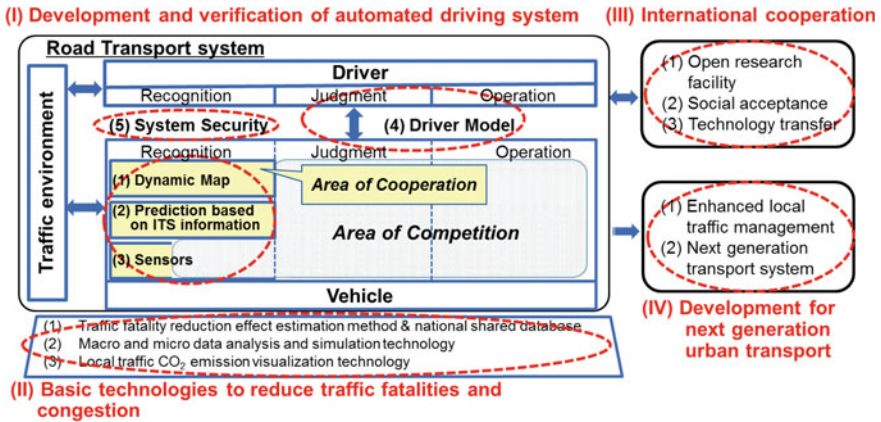 (I) Development and verification of automated driving system
Road Transport system
Traffic environment
Driver
Recognition Judgment Operation
(5) System Security
(4) Driver Model
Recognition Judgment Operation
(1) Dynamic Map
Area of Cooperation
(2) Prediction based
on ITS information
Area of Competition
(3) Sensors
Vehicle
(1) Traffic fatality reduction effect estimation method & national shared database
(2) Macro and micro data analysis and simulation technology
(3) Local traffic CO2 emission visualization technology
(II) Basic technologies to reduce traffic fatalities and
congestion
(III) International cooperation
(1) Open research
facility
(2) Social acceptance
(3) Technology transfer
(1) Enhanced local
traffic management
(2) Next generation
transport system
(IV) Development for
next generation
urban transport